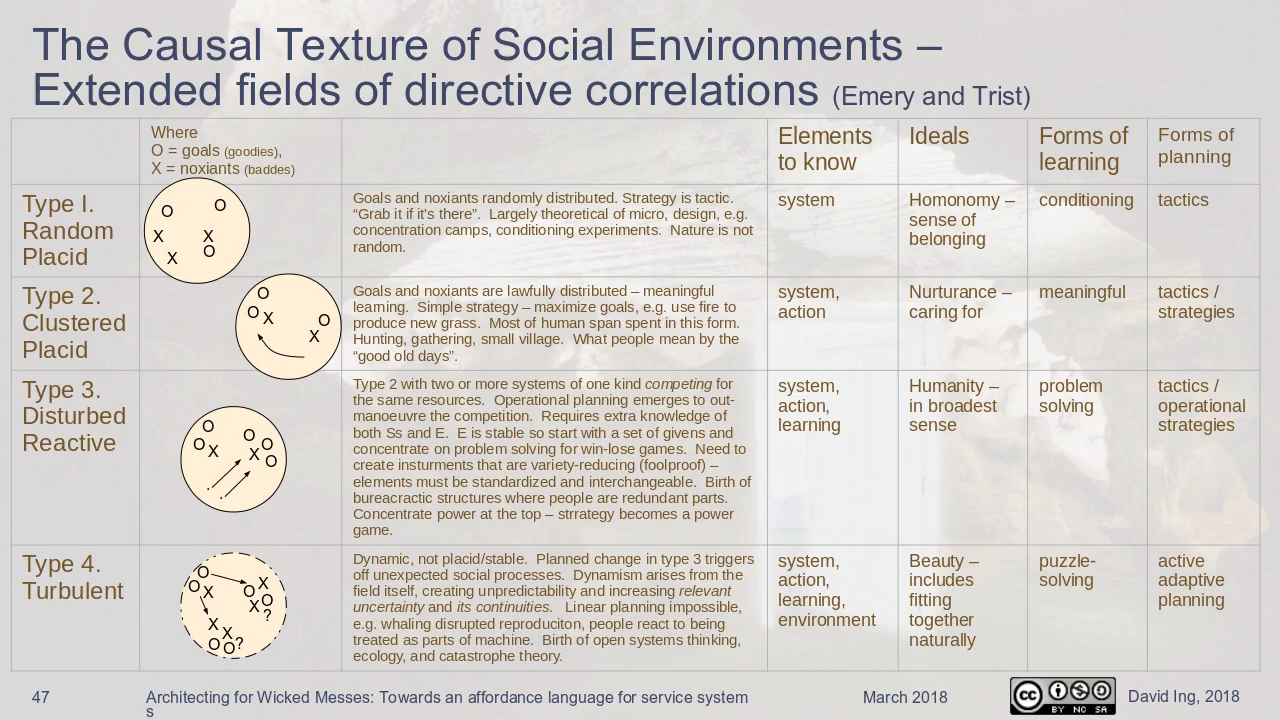 The Causal Texture of Social Environments –
Extended fields of directive correlations (Emery and Trist)
Where
O = goals (goodies),
X = noxiants (baddes)
Elements
to know
Ideals
Forms of
learning
Forms of
planning
Type I.
Random
Placid
O O
X X
X O
Goals and noxiants randomly distributed. Strategy is tactic.
“Grab it if it's there”.  Largely theoretical of micro, design, e.g.
concentration camps, conditioning experiments.  Nature is not
random.
system
Homonomy –
sense of
belonging
conditioning
tactics
Type 2.
Clustered
Placid
O
O X O
X
Goals and noxiants are lawfully distributed – meaningful
learning.  Simple strategy – maximize goals, e.g. use fire to
produce new grass.  Most of human span spent in this form.
Hunting, gathering, small village.  What people mean by the
“good old days”.
system,
action
Nurturance –
caring for
meaningful
tactics /
strategies
Type 3.
Disturbed
Reactive
O O
O X X O
O
Type 2 with two or more systems of one kind competing for
the same resources.  Operational planning emerges to out-
manoeuvre the competition.  Requires extra knowledge of
both Ss and E.  E is stable so start with a set of givens and
concentrate on problem solving for win-lose games.  Need to
create insturments that are variety-reducing (foolproof) –
elements must be standardized and interchangeable.  Birth of
bureacractic structures where people are redundant parts.
Concentrate power at the top – strrategy becomes a power
game.
system,
action,
learning
Humanity –
in broadest
sense
problem
solving
tactics /
operational
strategies
Type 4.
Turbulent
O X
O X O O
X ?
X X
O O ?
Dynamic, not placid/stable.  Planned change in type 3 triggers
off unexpected social processes.  Dynamism arises from the
field itself, creating unpredictability and increasing relevant
uncertainty and its continuities.  Linear planning impossible,
e.g. whaling disrupted reproduciton, people react to being
treated as parts of machine.  Birth of open systems thinking,
ecology, and catastrophe theory.
system,
action,
learning,
environment
Beauty –
includes
fitting
together
naturally
puzzle-
solving
active
adaptive
planning
47
Architecting for Wicked Messes: Towards an affordance language for service system
s
March 2018
cc BY NC SA
David Ing, 2018